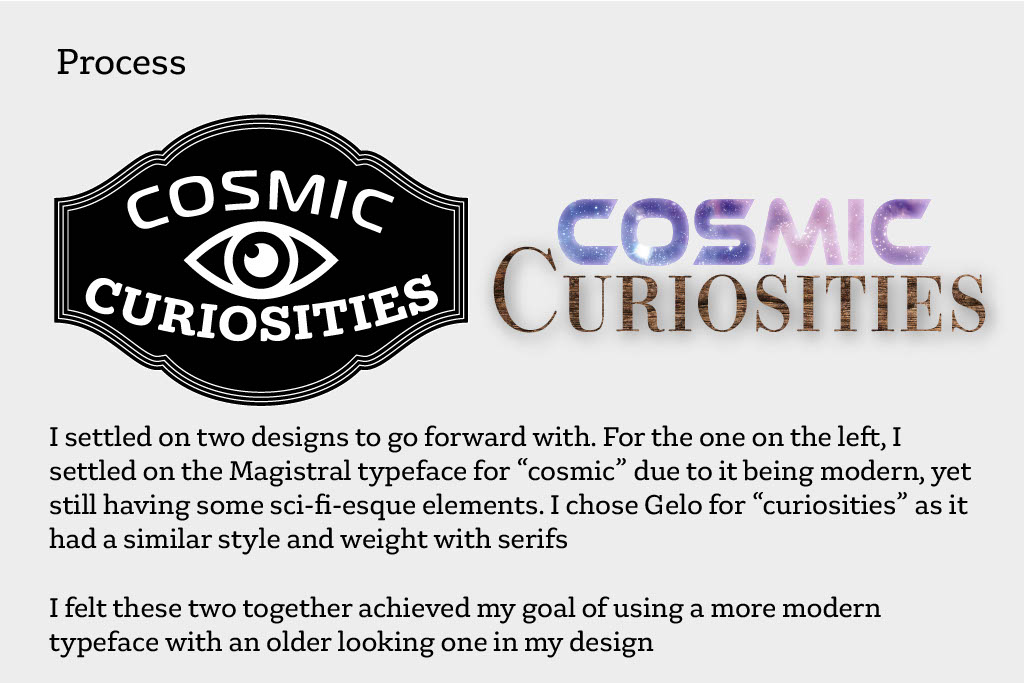 Process
COSMIC
CURIOSITIES
COSMIC
CURIOSITIES
I settled on two designs to go forward with. For the one on the left, I
settled on the Magistral typeface for “cosmic” due to it being modern, yet
still having some sci-fi-esque elements. I chose Gelo for “curiosities” as it
had a similar style and weight with serifs
I felt these two together achieved my goal of using a more modern
typeface with an older looking one in my design